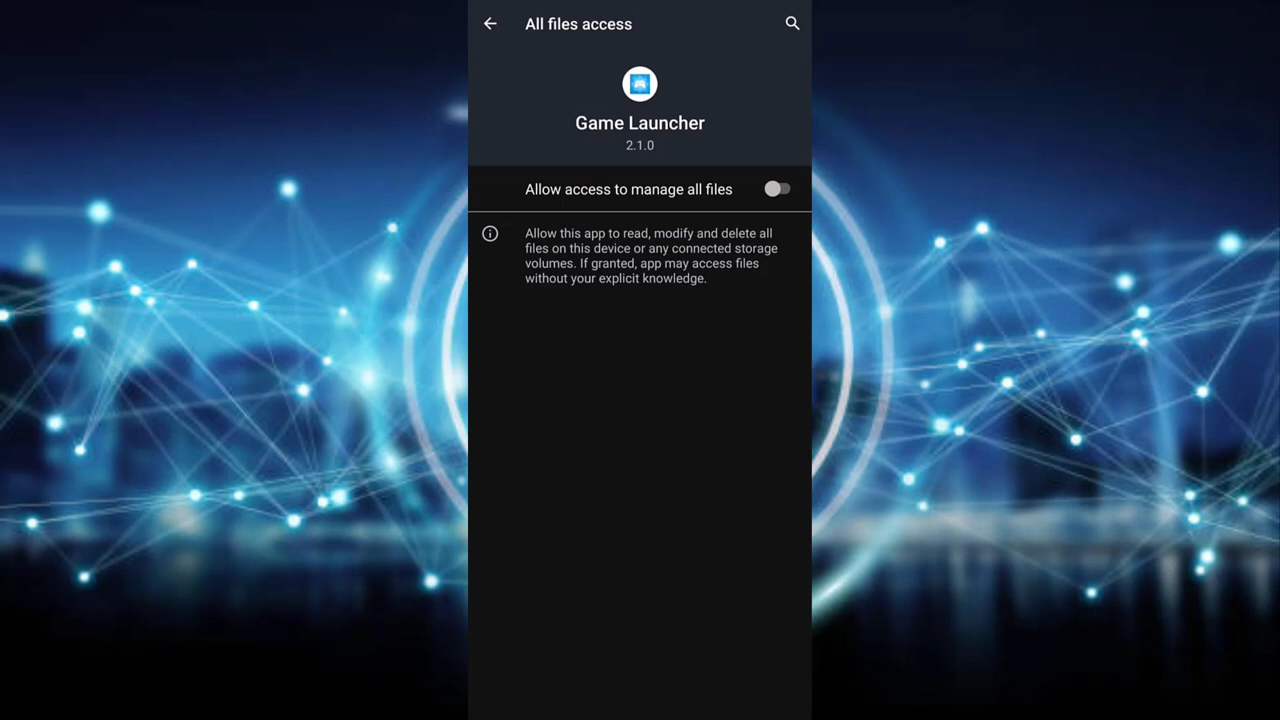 All files access
Game Launcher
2.1.0
Allow access to manage all files
Allow this app to read, modify and delete all
files on this device or any connected storage
volumes. If granted, app may access files
without your explicit knowledge.